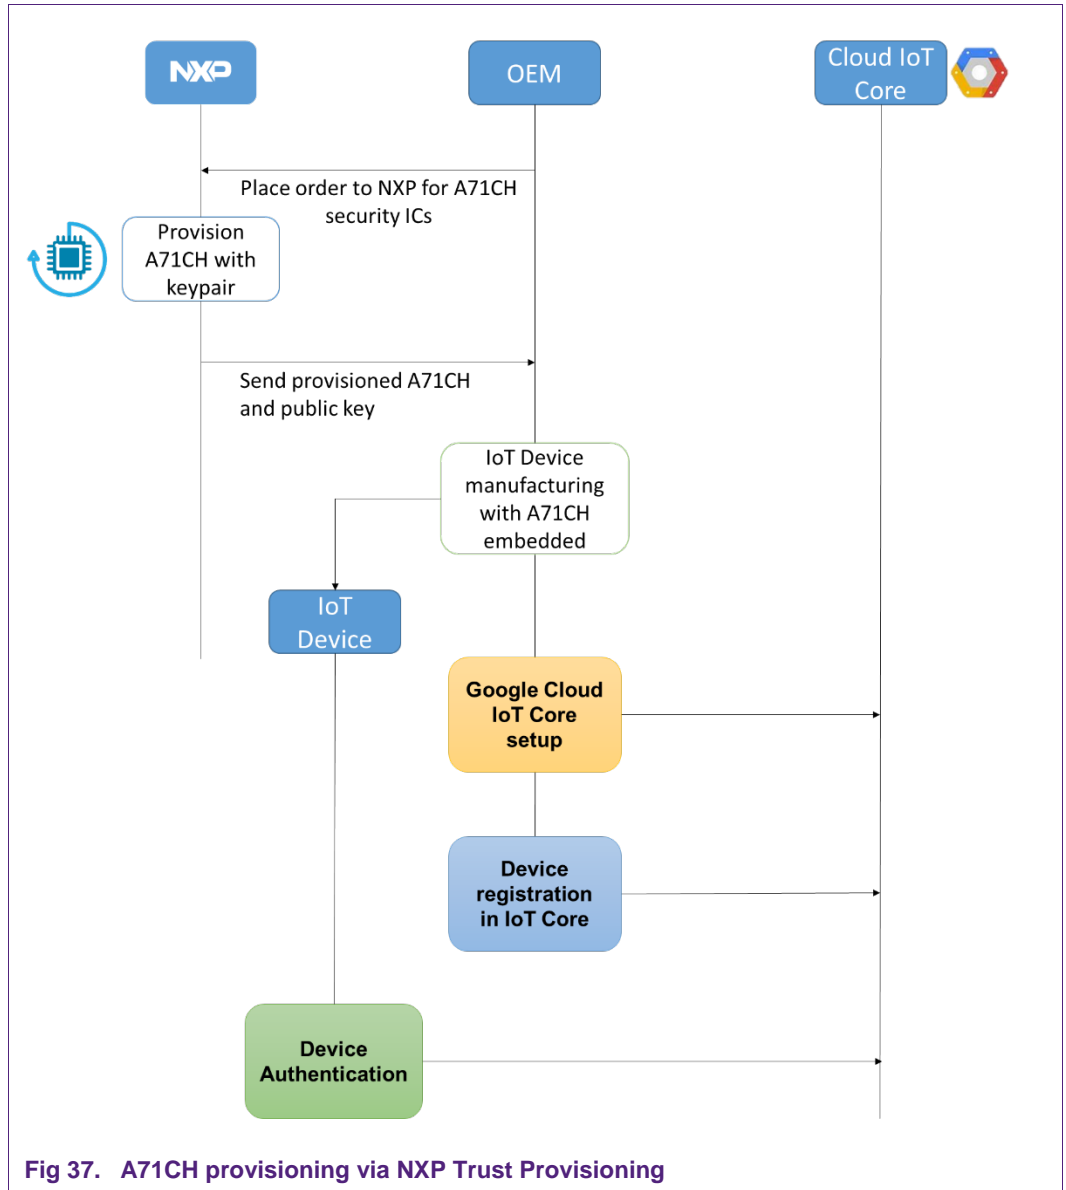 NXP
OEM
Cloud IoT
Core
Place order to NXP for A71CH
security ICs
Provision
A71CH with
keypair
Send provisioned A71CH
and public key
IoT Device
manufacturing
with A71CH
embedded
IoT
Device
Google Cloud
IoT Core
setup
Device
registration
in IoT Core
Device
Authentication
Fig 37. A71CH provisioning via NXP Trust Provisioning